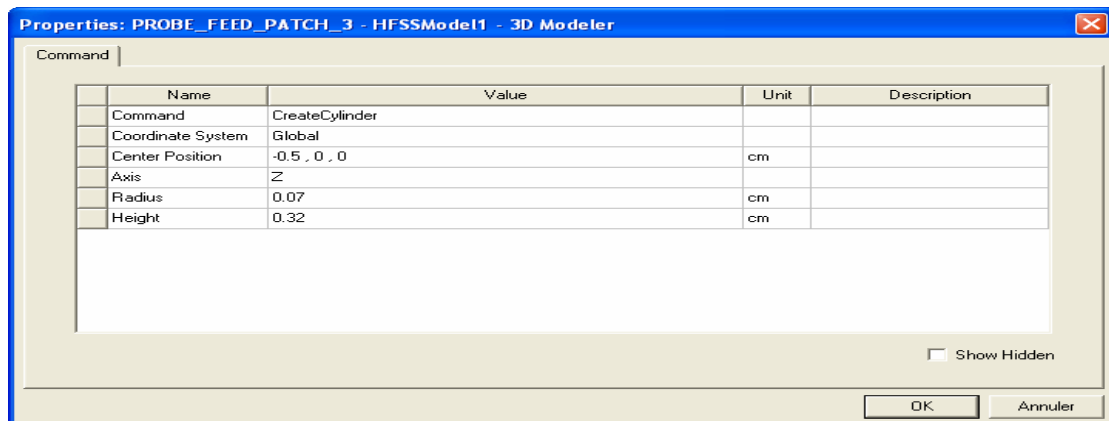 Properties: PROBE_FEED_PATCH_3 - HFSSModel1 - 3D Modeler
Command
Name Value Unit Description
Command CreateCylinder
Coordinate System Global
Center Position -0.5 , 0 , 0 cm
Axis Z
Radius 0.07 cm
Height 0.32 cm
Show Hidden
OK Annuler